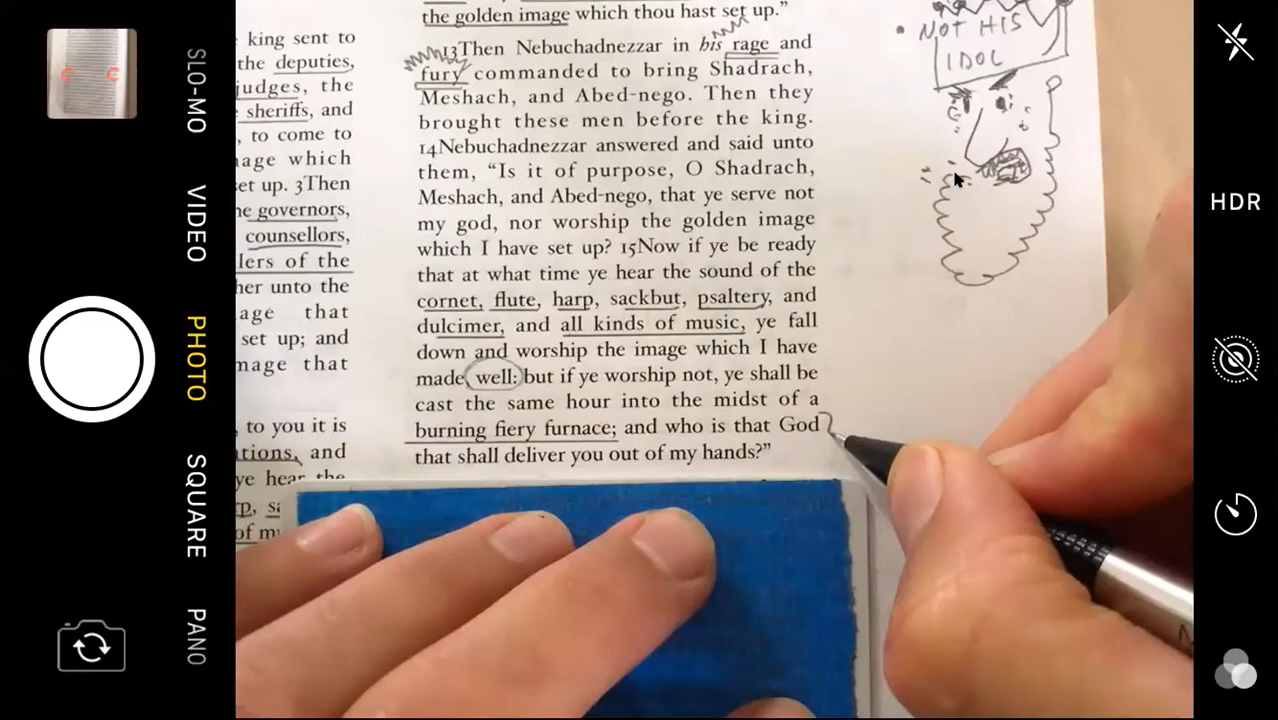 SLO-MO
VIDEO
PHOTO
SQUARE
PANO
king sent to
the deputies,
judges, the
sheriffs, and
, to come to
which
set up. 3Then
governors,
counsellors,
of the
unto the
that
set up; and
that
to you it is
and
ye hear the
of
the golden image which thou hast set up.”
13Then Nebuchadnezzar in his rage and
fury commanded to bring Shadrach,
Meshach, and Abed-nego. Then they
brought these men before the king.
14Nebuchadnezzar answered and said unto
them, “Is it of purpose, O Shadrach,
Meshach, and Abed-nego, that ye serve not
my god, nor worship the golden image
which I have set up? 15Now if ye be ready
that at what time ye hear the sound of the
cornet, flute, harp, sackbut, psaltery, and
dulcimer, and all kinds of music, ye fall
down and worship the image which I have
made, well: but if ye worship not, ye shall be
cast the same hour into the midst of a
burning fiery furnace; and who is that God
that shall deliver you out of my hands?”
• NOT HIS
IDOL
HDR